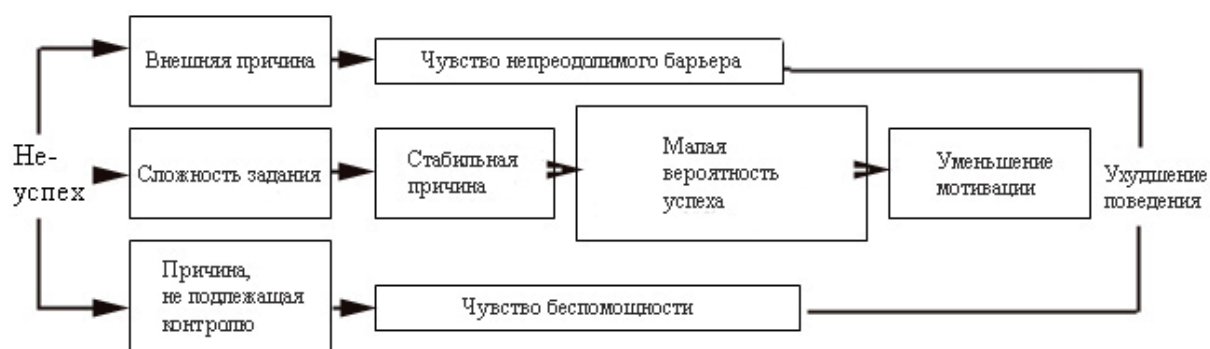 Не-
успех
Внешняя причина
Чувство непреодолимого барьера
Сложность задания
Стабильная
причина
Малая
вероятность
успеха
Уменьшение
мотивации
Ухудшение
поведения
Причина,
не подлежащая
контролю
Чувство беспомощности